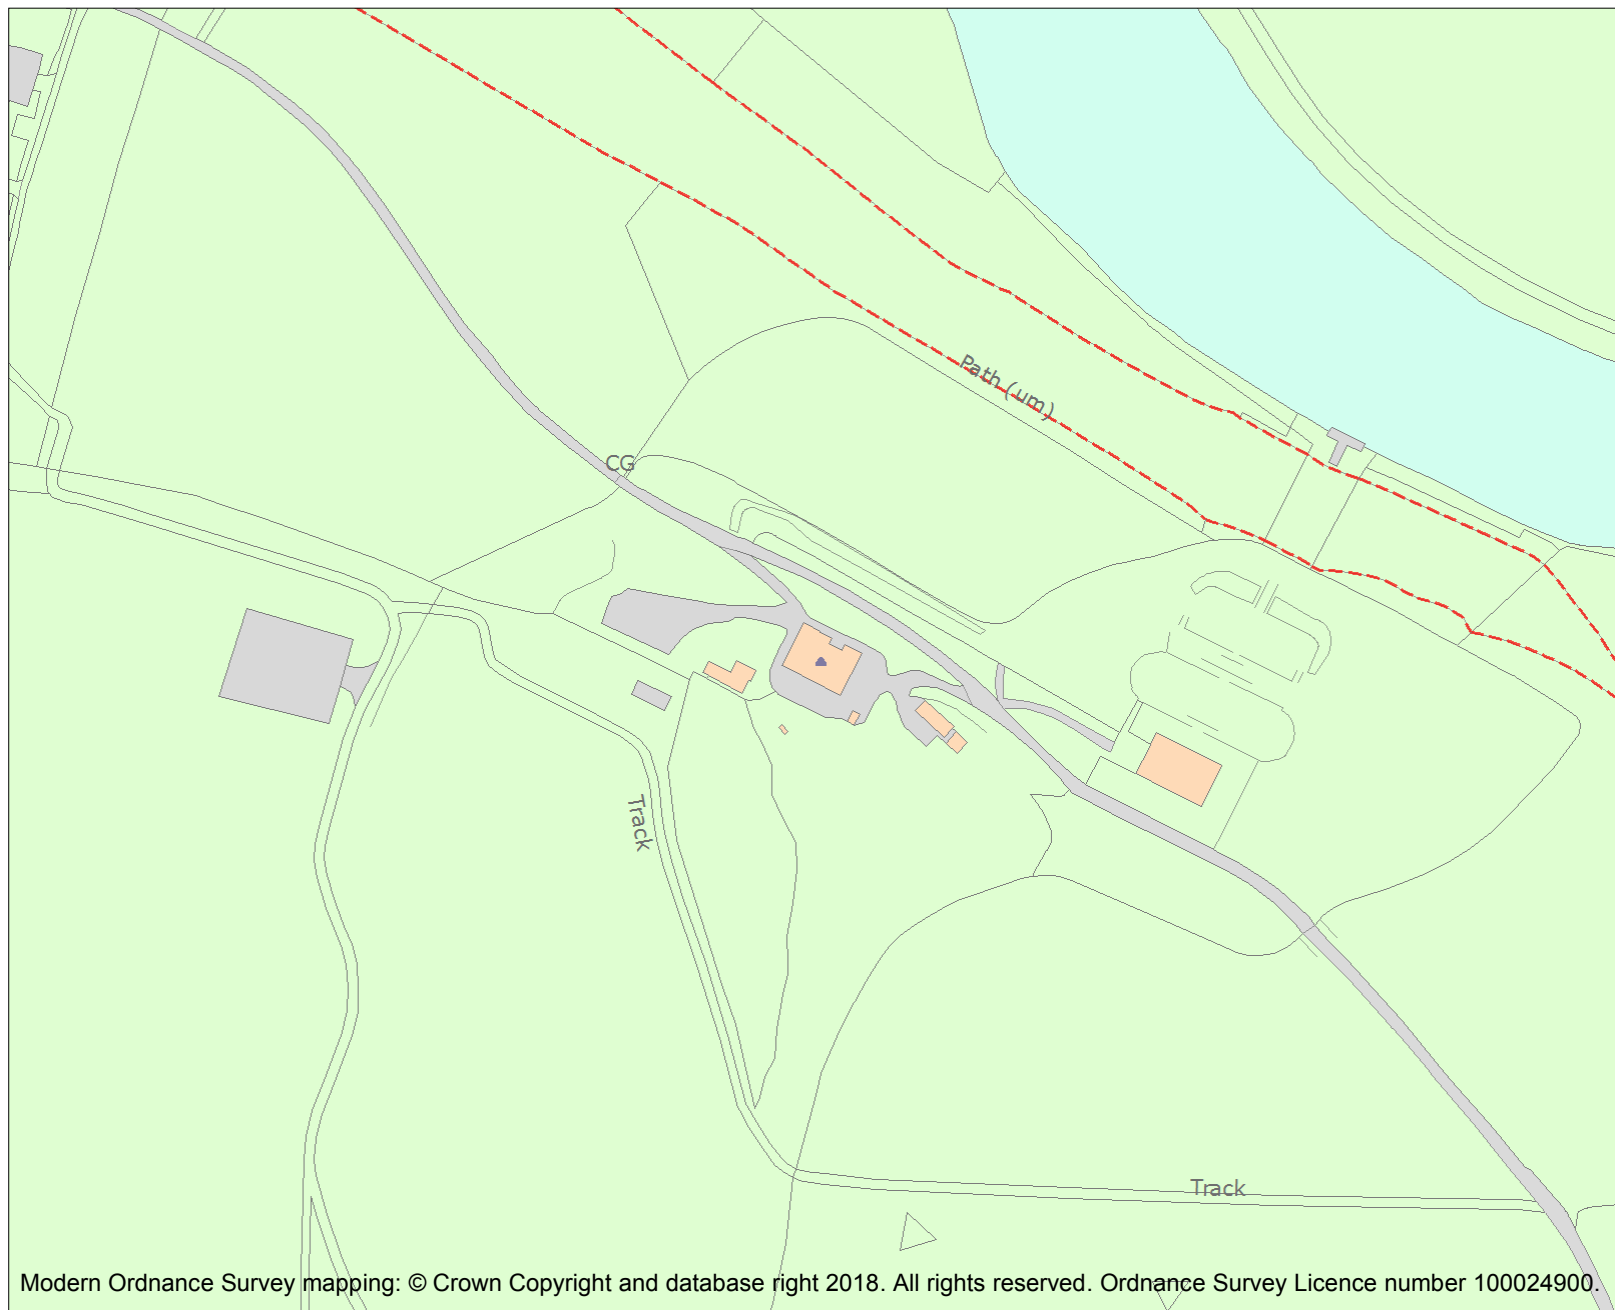 Path (um)
CG
Track
Track
Modern Ordnance Survey mapping: © Crown Copyright and database right 2018. All rights reserved. Ordnance Survey Licence number 100024900.